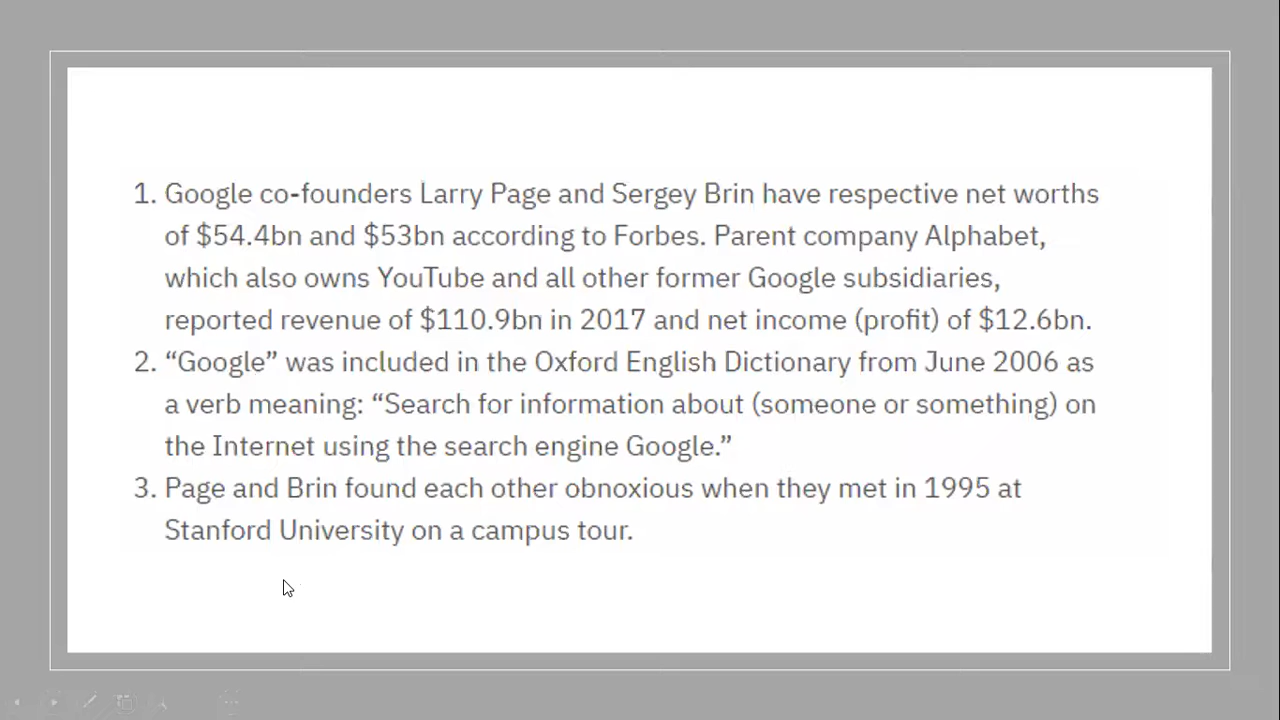 1. Google co-founders Larry Page and Sergey Brin have respective net worths
of $54.4bn and $53bn according to Forbes. Parent company Alphabet,
which also owns YouTube and all other former Google subsidiaries,
reported revenue of $110.9bn in 2017 and net income (profit) of $12.6bn.
2. “Google” was included in the Oxford English Dictionary from June 2006 as
a verb meaning: “Search for information about (someone or something) on
the Internet using the search engine Google.”
3. Page and Brin found each other obnoxious when they met in 1995 at
Stanford University on a campus tour.